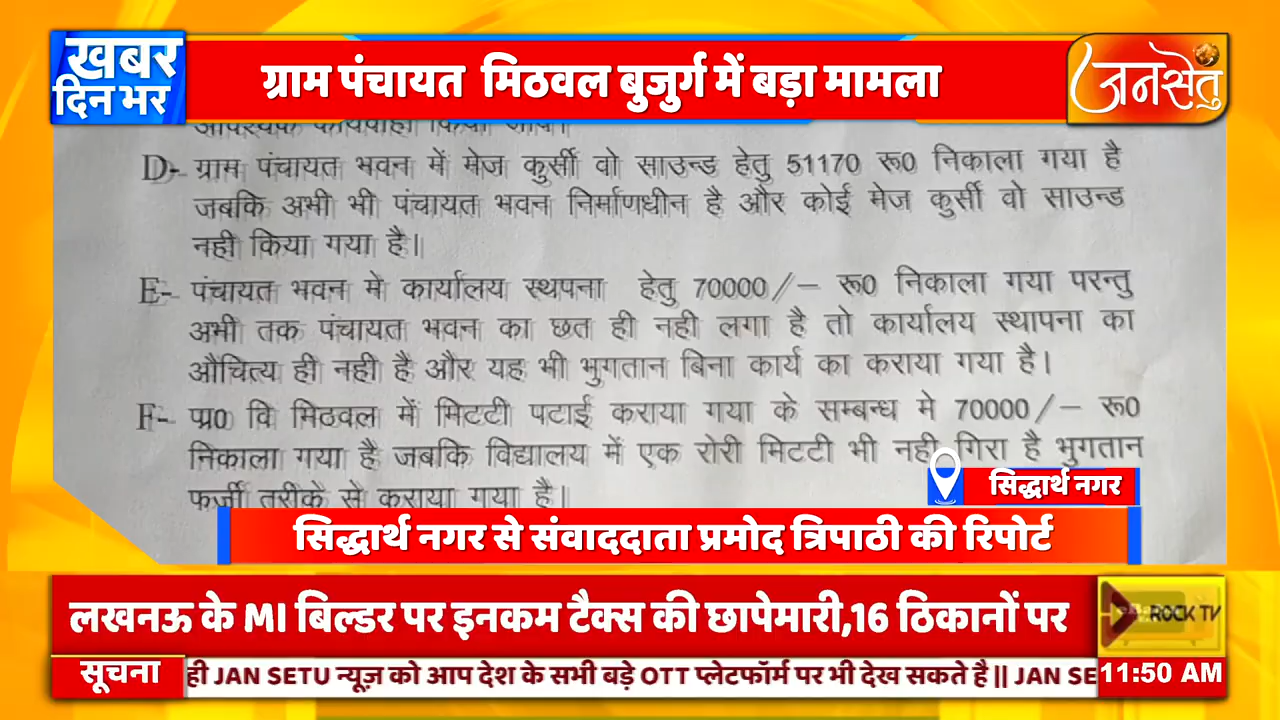 खबर
दिन भर
ग्राम पंचायत मिठवल बुजुर्ग में बड़ा मामला
जनसेतु
D- ग्राम पंचायत भवन में मेज कुर्सी वो साउन्ड हेतु 51170 रू0 निकाला गया है
जबकि अभी भी पंचायत भवन निर्माणधीन है और कोई मेज कुर्सी वो साउन्ड
नही किया गया है।
E- पंचायत भवन मे कार्यालय स्थपना हेतु 70000/– रू0 निकाला गया परन्तु
अभी तक पंचायत भवन का छत ही नही लगा है तो कार्यालय स्थापना का
औचित्य ही नही है और यह भी भुगतान बिना कार्य का कराया गया है।
F- प्रा0 वि मिठवल में मिटटी पटाई कराया गया के सम्बन्ध मे 70000/– रू0
निकाला गया है जबकि विद्यालय में एक रोरी मिटटी भी नही गिरा है भुगतान
फर्जी तरीके से कराया गया है।
सिद्धार्थ नगर
सिद्धार्थ नगर से संवाददाता प्रमोद त्रिपाठी की रिपोर्ट
लखनऊ के MI बिल्डर पर इनकम टैक्स की छापेमारी,16 ठिकानों पर
ROCK TV
सूचना
ही JAN SETU न्यूज़ को आप देश के सभी बड़े OTT प्लेटफॉर्म पर भी देख सकते है || JAN SE
11:50 AM